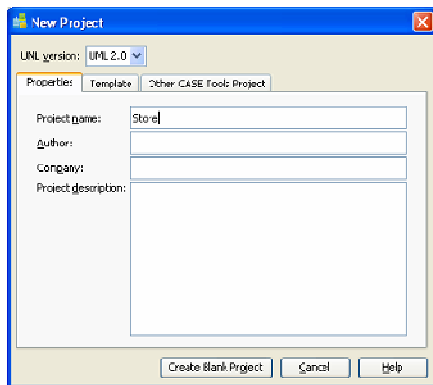 New Project
UML version: UML 2.0
Properties Template Other CASE Tools Project
Project name: Store
Author:
Company:
Project description:
Create Blank Project Cancel Help